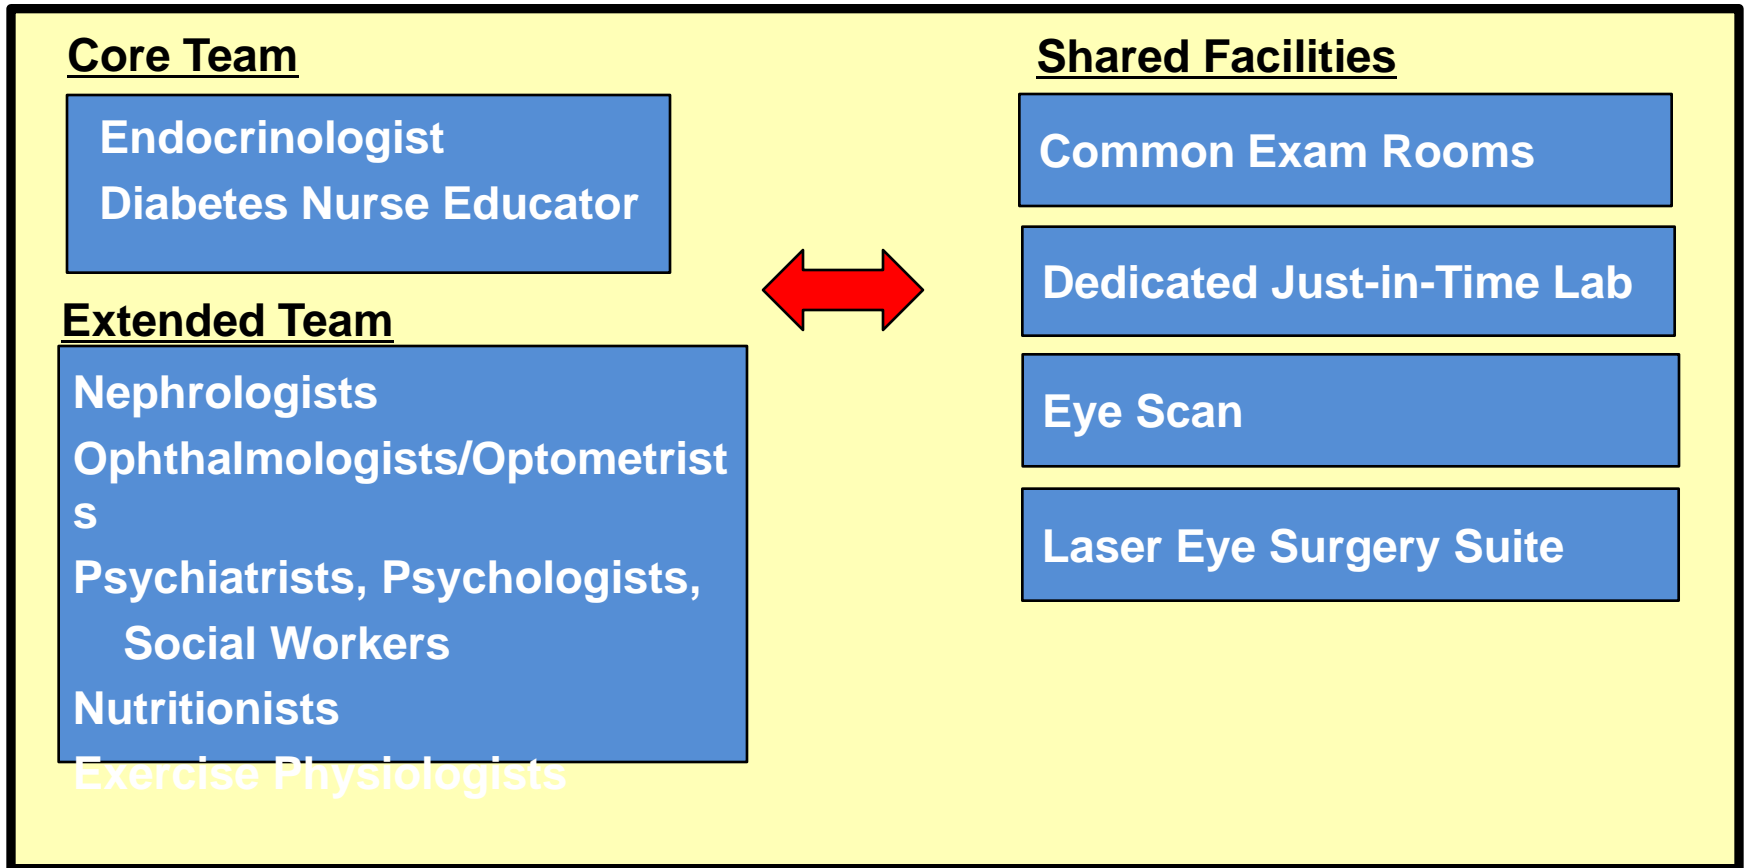 Core Team
Endocrinologist
Diabetes Nurse Educator
Extended Team
Nephrologists
Ophthalmologists/Optometrist
s
Psychiatrists, Psychologists,
Social Workers
Nutritionists
Exercise Physiologists
Shared Facilities
Common Exam Rooms
Dedicated Just-in-Time Lab
Eye Scan
Laser Eye Surgery Suite